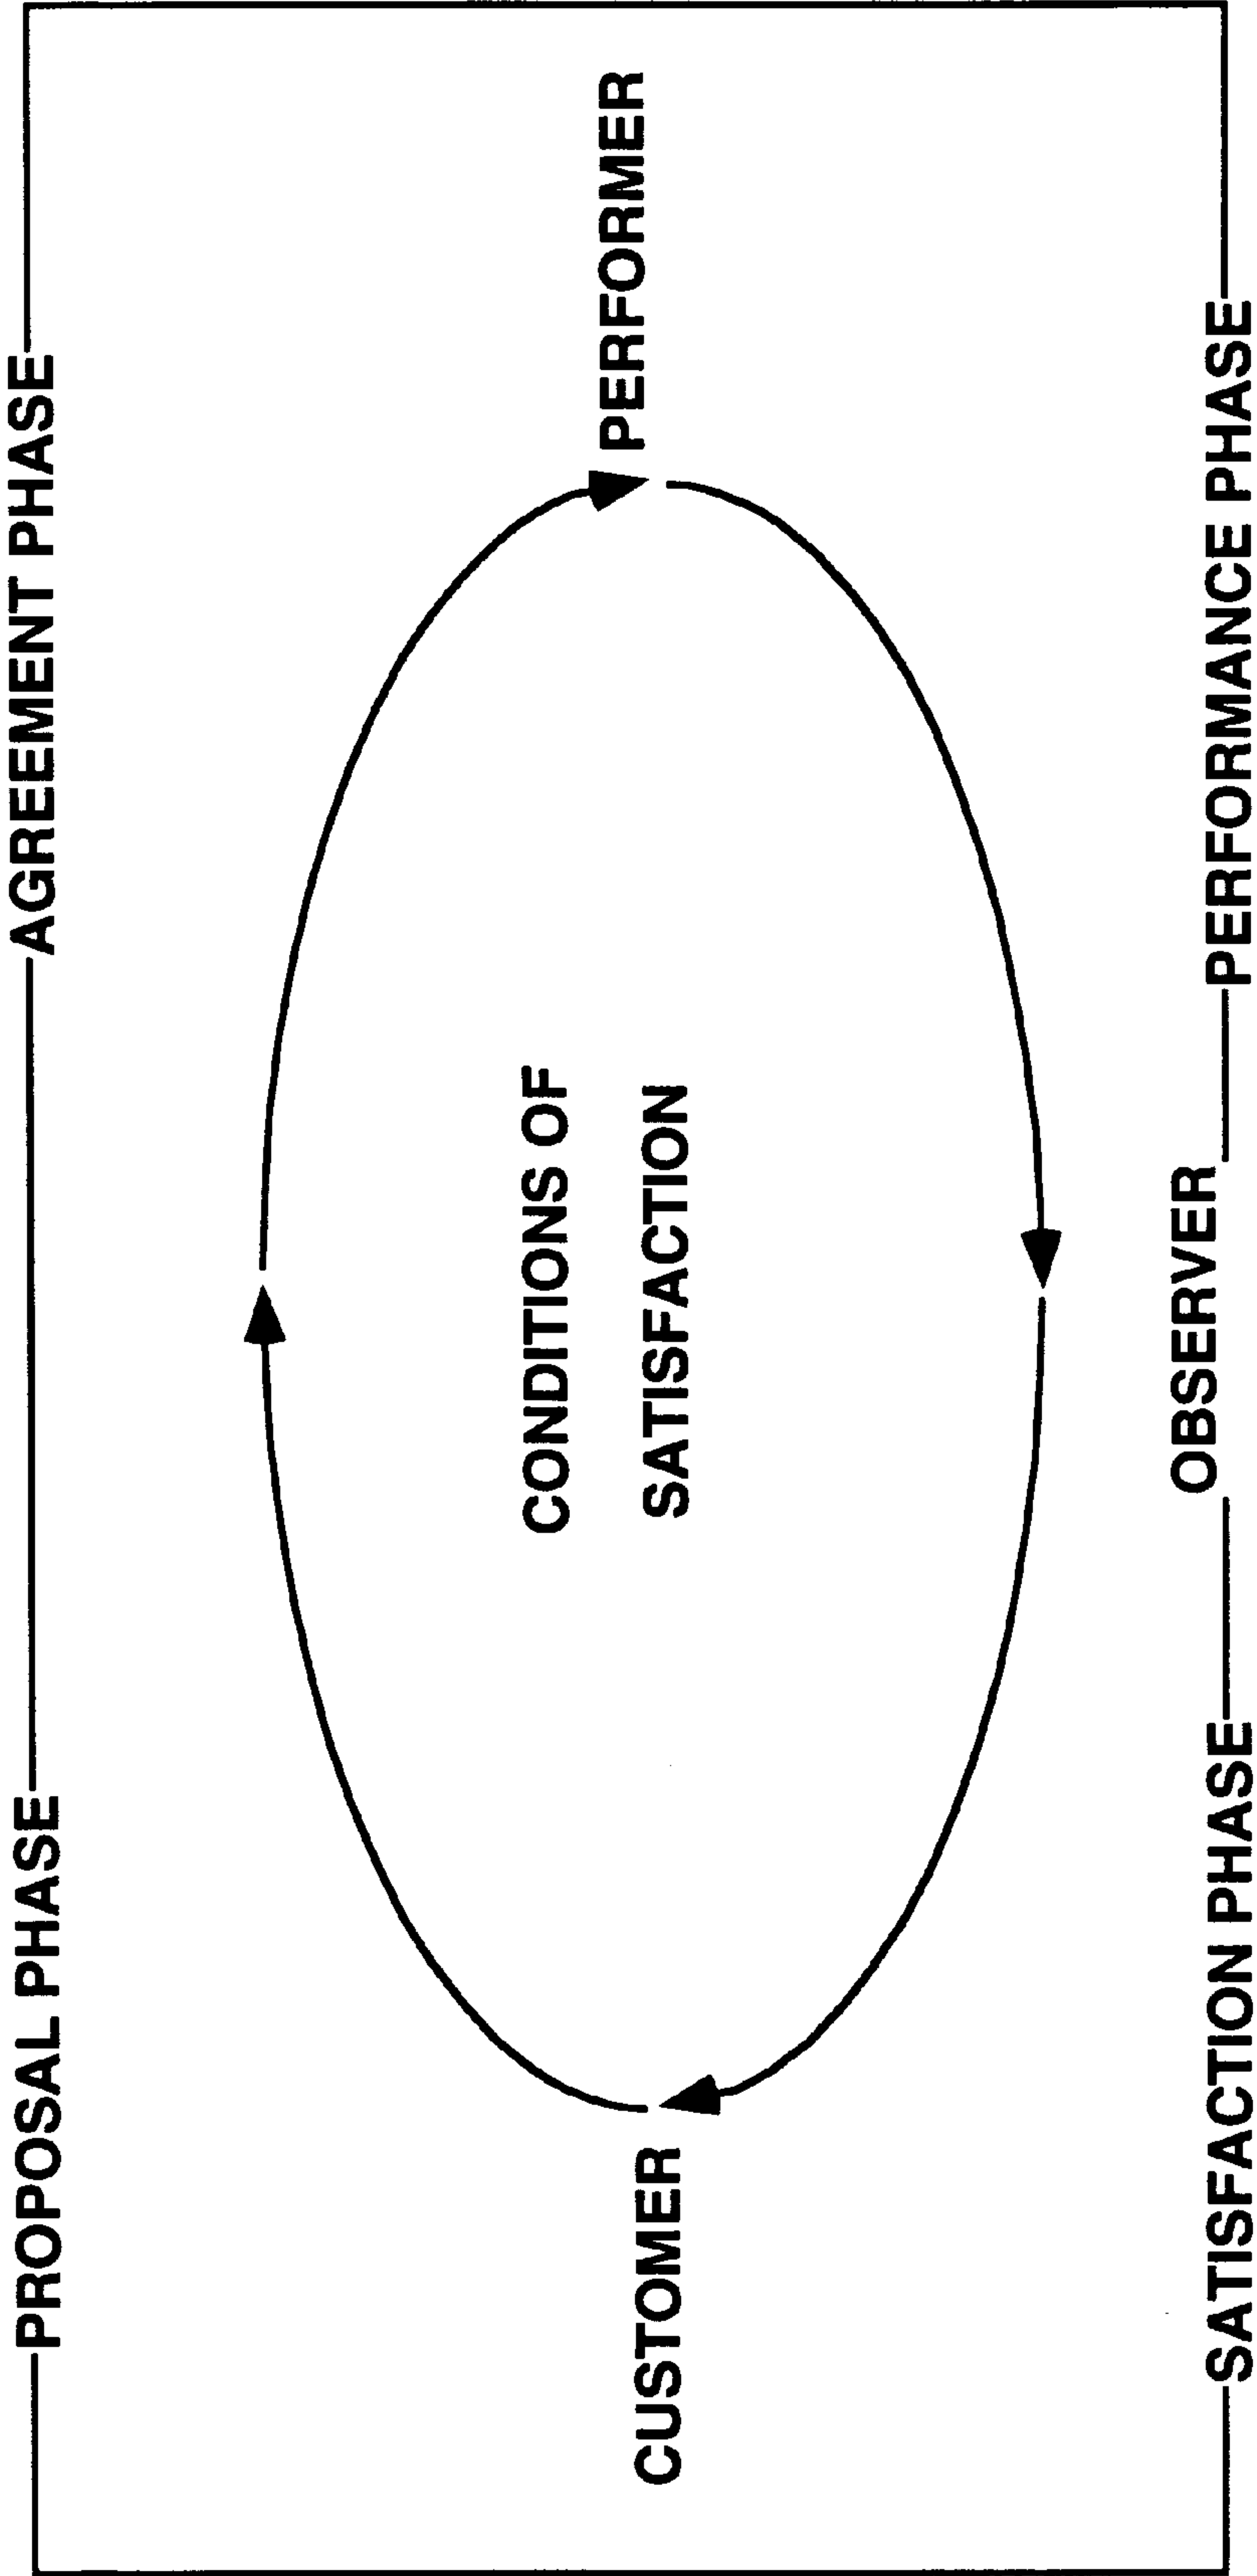 PROPOSAL PHASE
AGREEMENT PHASE
CONDITIONS OF
SATISFACTION
CUSTOMER
PERFORMER
OBSERVER
SATISFACTION PHASE
PERFORMANCE PHASE